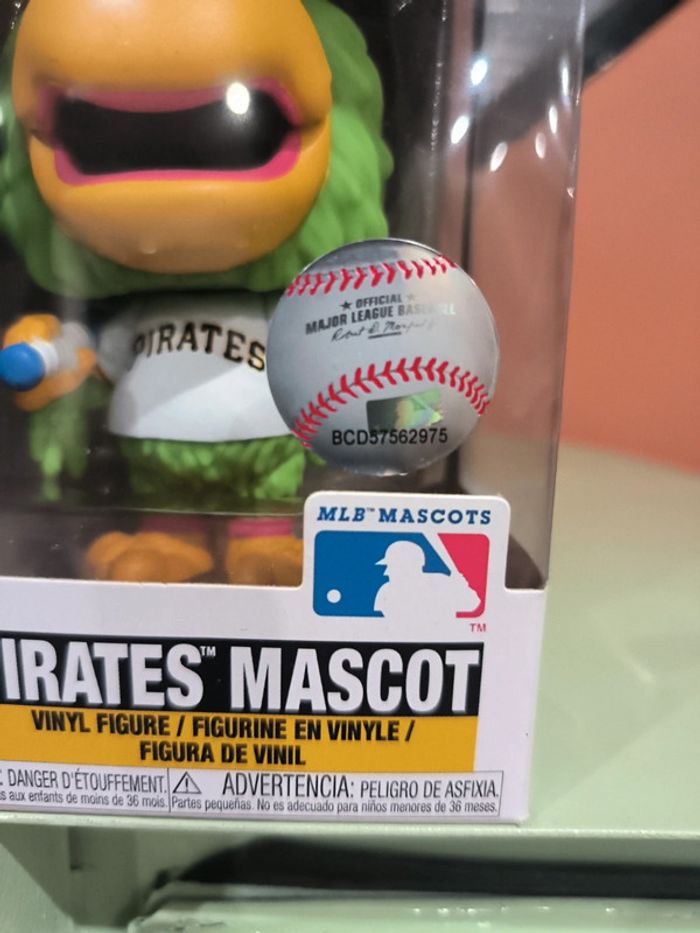 ★ OFFICIAL ★
MAJOR LEAGUE BASEBALL
PIRATES
BCD57562975
MLB™ MASCOTS
TM
IRATES™ MASCOT
VINYL FIGURE / FIGURINE EN VINYLE /
FIGURA DE VINIL
: DANGER D'ÉTOUFFEMENT.
s aux enfants de moins de 36 mois.
ADVERTENCIA: PELIGRO DE ASFIXIA.
Partes pequeñas. No es adecuado para niños menores de 36 meses.